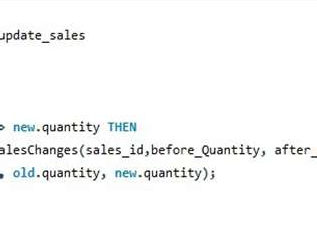 update_sales
> new.quantity THEN
alesChanges(sales_id,before_Quantity, after_
old.quantity, new.quantity);